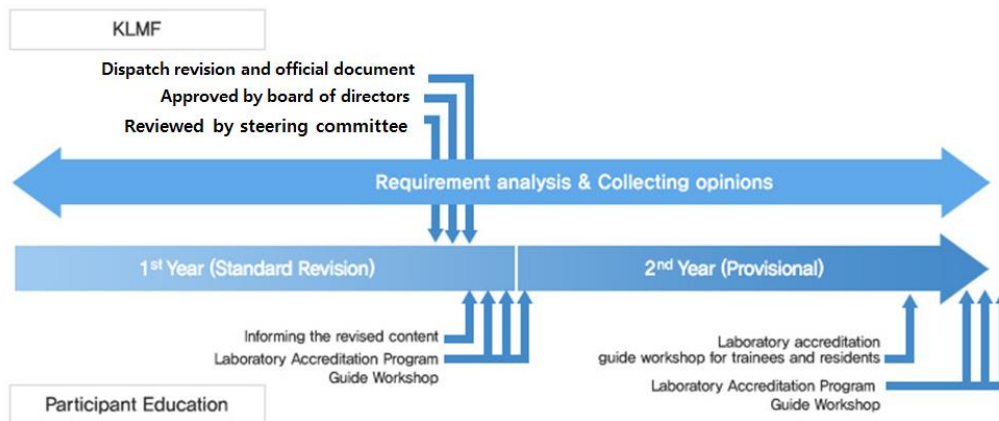 KLMF
Dispatch revision and official document
Approved by board of directors
Reviewed by steering committee
Requirement analysis & Collecting opinions
1st Year (Standard Revision)
2nd Year (Provisional)
Informing the revised content
Laboratory Accreditation Program
Guide Workshop
Laboratory accreditation
guide workshop for trainees and residents
Laboratory Accreditation Program
Guide Workshop
Participant Education